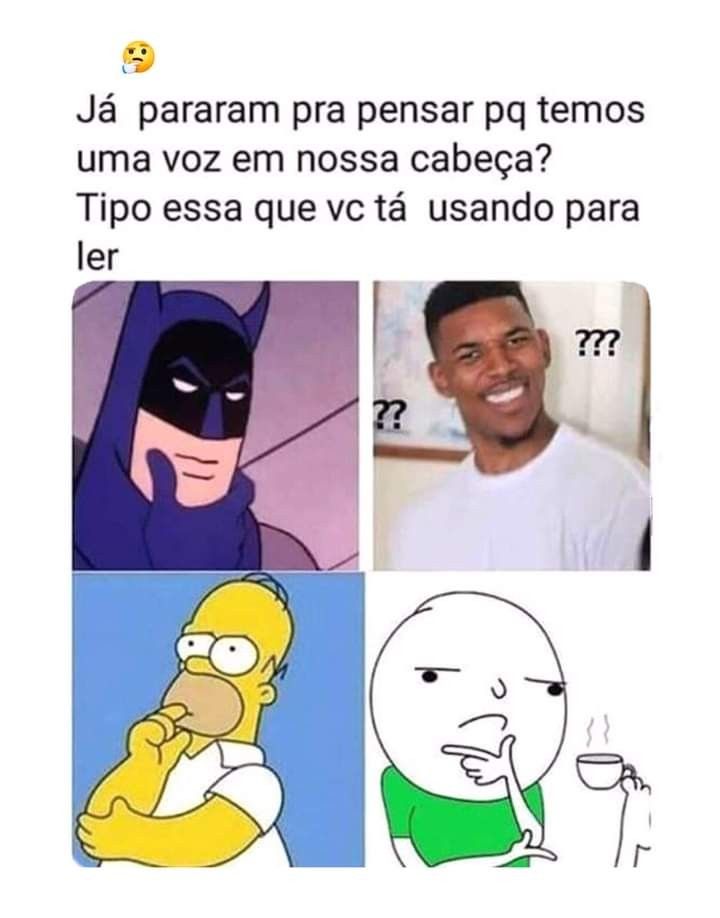 🤔
Já pararam pra pensar pq temos
uma voz em nossa cabeça?
Tipo essa que vc tá usando para
ler
???
??